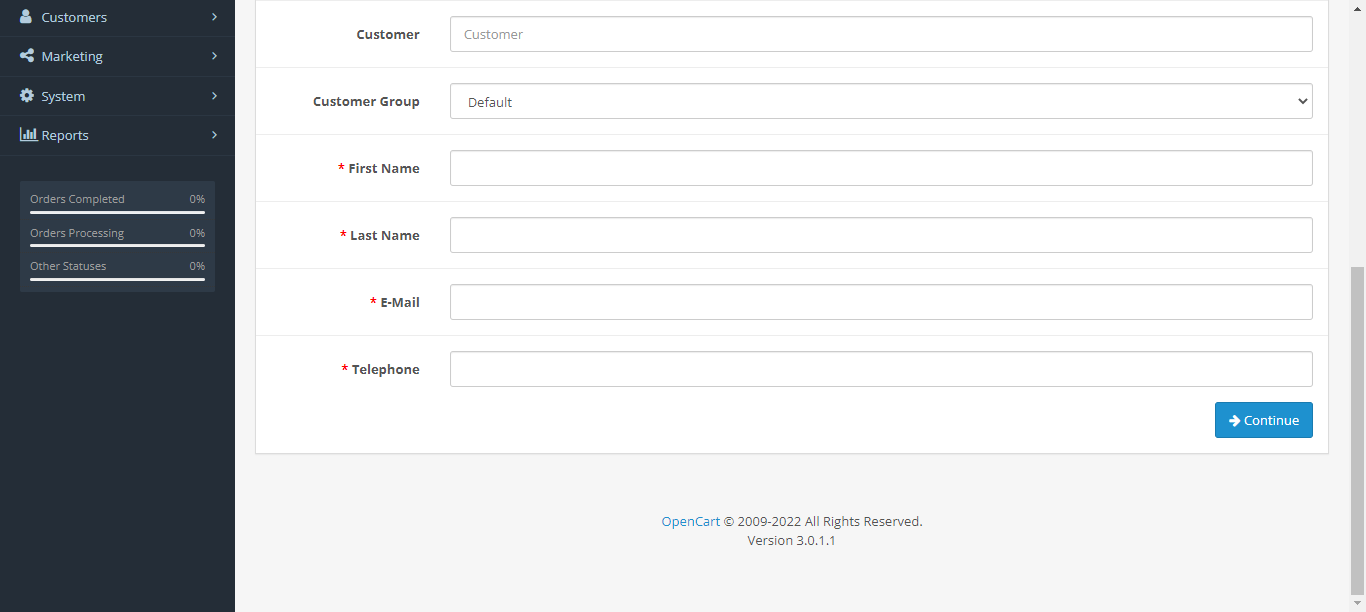 Customers
Marketing
System
Reports
Orders Completed 0%
Orders Processing 0%
Other Statuses 0%
Customer Customer
Customer Group Default
* First Name
* Last Name
* E-Mail
* Telephone
Continue
OpenCart © 2009-2022 All Rights Reserved.
Version 3.0.1.1